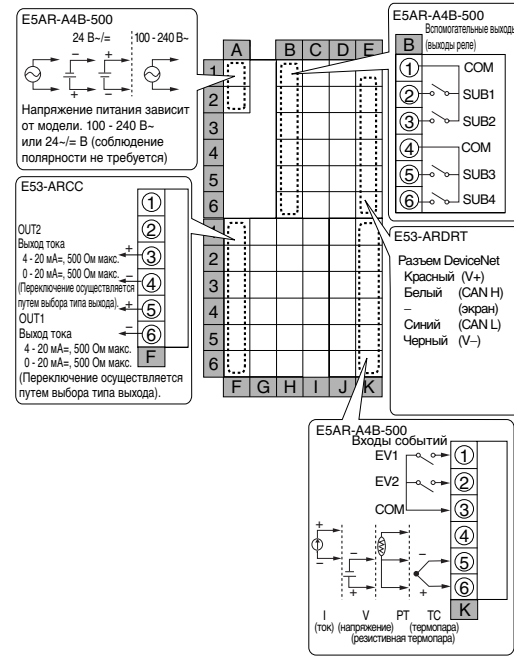 E5AR-A4B-500
24 В~/= 100 - 240 В~
– + – +
+ –
Напряжение питания зависит
от модели. 100 - 240 В~
или 24~/= В (соблюдение
полярности не требуется)
E53-ARCC
1
2
3
4
5
6
F
OUT2
Выход тока
4 - 20 мА=, 500 Ом макс.
0 - 20 мА=, 500 Ом макс.
(Переключение осуществляется
путем выбора типа выхода).
OUT1
Выход тока
4 - 20 мА=, 500 Ом макс.
0 - 20 мА=, 500 Ом макс.
(Переключение осуществляется
путем выбора типа выхода).
+
–
+
–
A B C D E
1
2
3
4
5
6
1
2
3
4
5
6
F G H I J K
E5AR-A4B-500
Вспомогательные выходы
(выходы реле)
B
1 COM
2 SUB1
3 SUB2
4 COM
5 SUB3
6 SUB4
E53-ARDRT
Разъем DeviceNet
Красный (V+)
Белый (CAN H)
– (экран)
Синий (CAN L)
Черный (V–)
E5AR-A4B-500
Входы событий
EV1 1
EV2 2
COM 3
4
5
6
K
+ – – + – +
I V PT TC
(ток) (напряжение) (термопара)
(резистивная термопара)